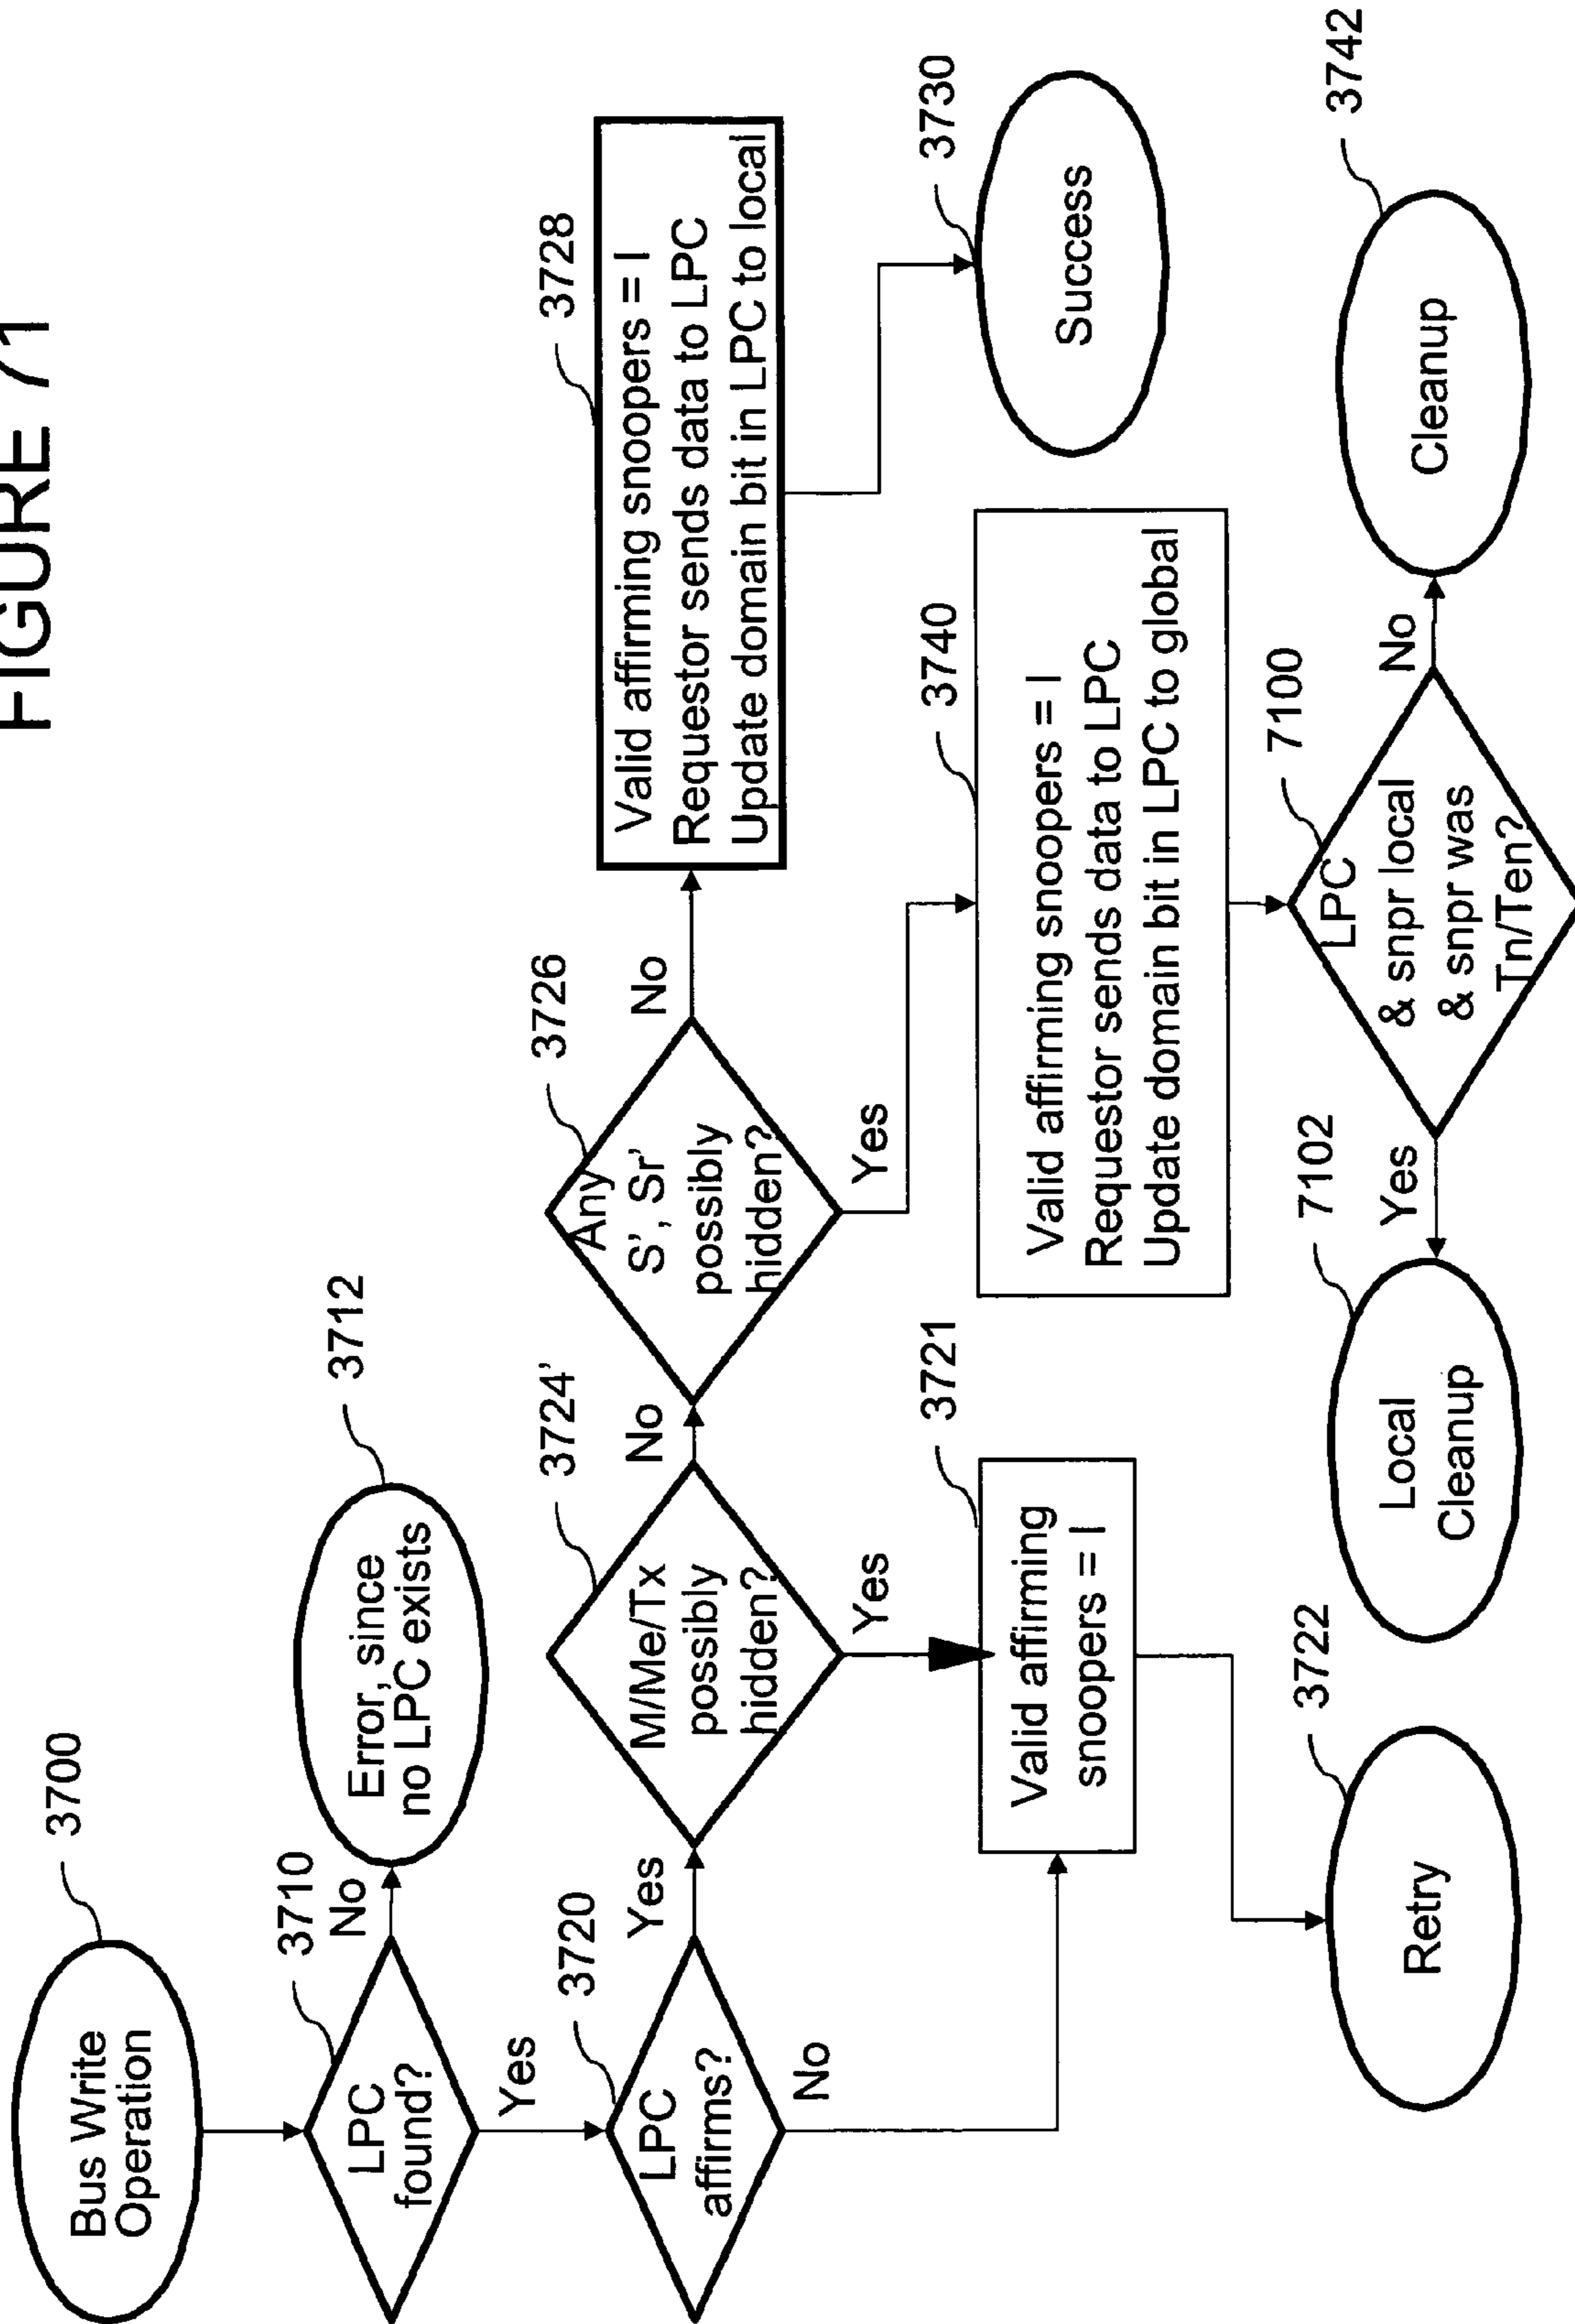 FIGURE 71
3700
Bus Write
Operation
3710
LPC
found?
No
3712
Error, since
no LPC exists
Yes
3720
LPC
affirms?
Yes
No
3724'
M/Me/Tx
possibly
hidden?
No
Yes
3726
Any
S', Sr'
possibly
hidden?
No
Yes
3728
Valid affirming snoopers = I
Requestor sends data to LPC
Update domain bit in LPC to local
3730
Success
3721
Valid affirming
snoopers = I
3722
Retry
3740
Valid affirming snoopers = I
Requestor sends data to LPC
Update domain bit in LPC to global
7100
LPC
& snpr local
& snpr was
Tn/Ten?
Yes
7102
Local
Cleanup
No
3742
Cleanup